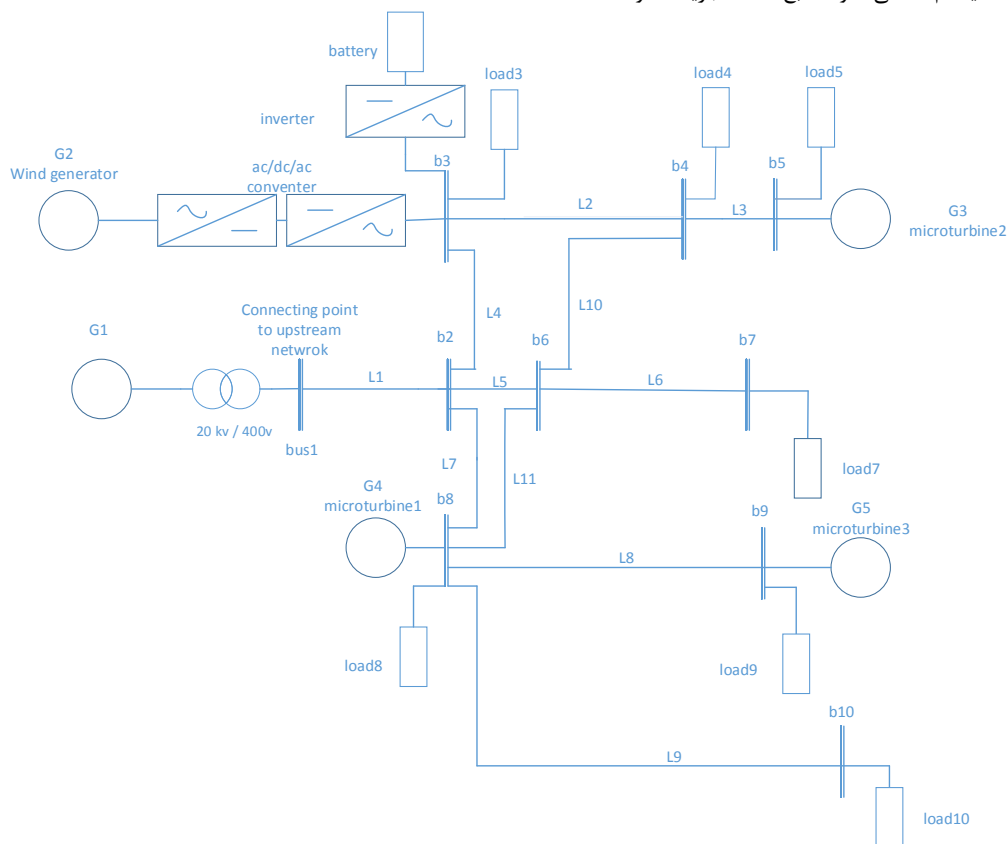 battery
load3
load4
load5
inverter
G2
Wind generator
ac/dc/ac
conventer
b3
b4
b5
L2
L3
G3
microturbine2
Connecting point
to upstream
netwrok
L4
L10
G1
b2
b6
b7
L1
L5
L6
20 kv / 400v
bus1
L7
L11
load7
G4
microturbine1
b8
b9
G5
microturbine3
L8
load8
load9
b10
L9
load10